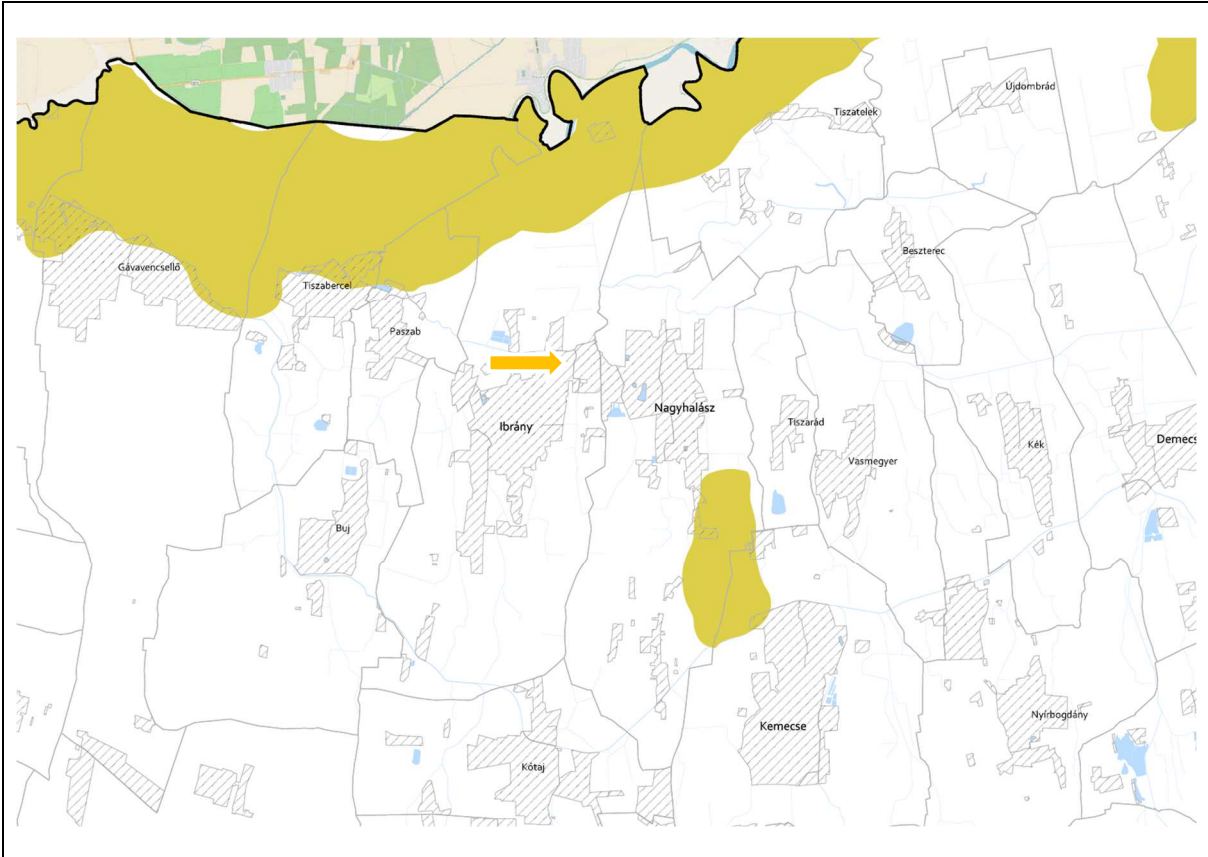 Újdombrád
Tiszatelek
Beszterec
Gávavencsellő
Tiszabercel
Paszab
Nagyhalász
Ibrány
Tiszarád
Kék
Demecs
Vasmegyer
Buj
Nyírbogdány
Kemecse
Kótaj